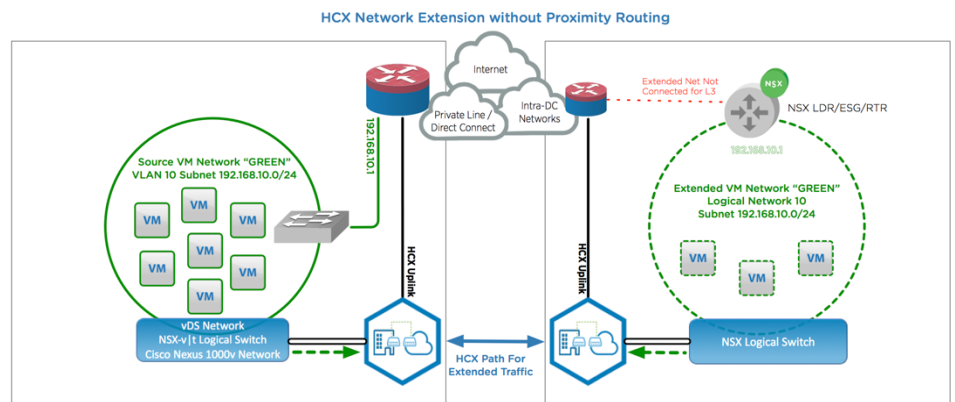 HCX Network Extension without Proximity Routing
Internet
Private Line /
Direct Connect
Intra-DC
Networks
Extended Net Not
Connected for L3
NSX
NSX LDR/ESG/RTR
192.168.10.1
192.168.10.1
Source VM Network "GREEN"
VLAN 10 Subnet 192.168.10.0/24
VM
VM
VM
VM
VM
VM
VM
Extended VM Network "GREEN"
Logical Network 10
Subnet 192.168.10.0/24
VM
VM
VM
HCX Uplink
HCX Uplink
vDS Network
NSX-v|t Logical Switch
Cisco Nexus 1000v Network
HCX Path For
Extended Traffic
NSX Logical Switch